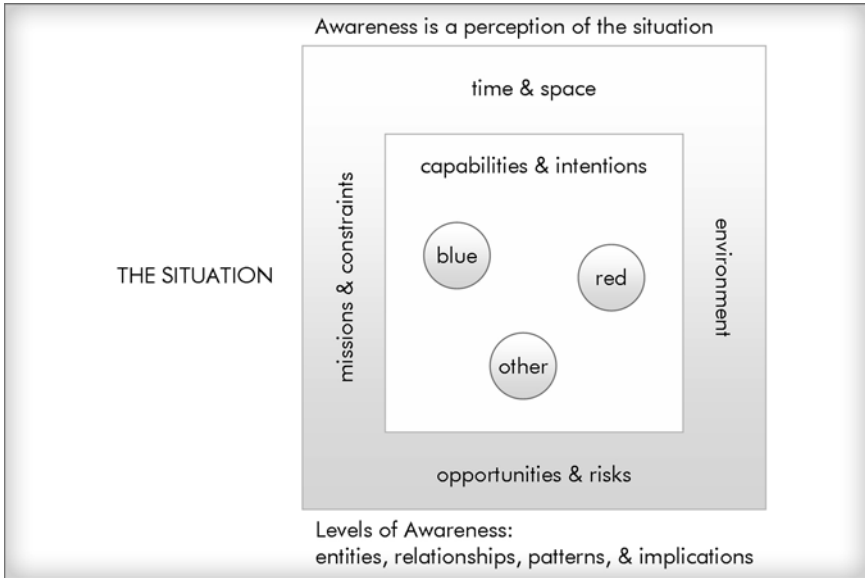 Awareness is a perception of the situation
time & space
capabilities & intentions
missions & constraints
environment
THE SITUATION
blue
red
other
opportunities & risks
Levels of Awareness:
entities, relationships, patterns, & implications